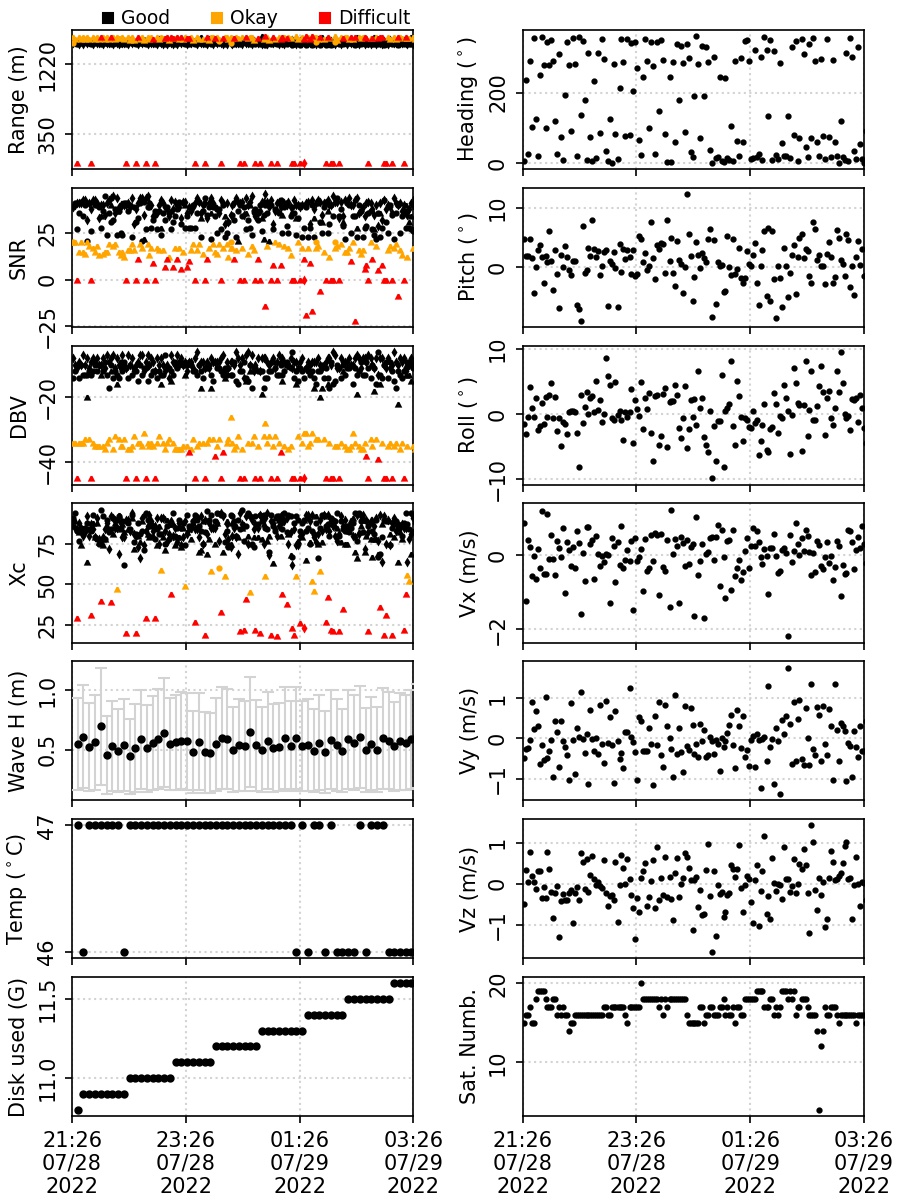 Good Okay Difficult
Range (m)
1220
350
Heading (°)
200
0
SNR
25
0
−25
Pitch (°)
10
0
DBV
−20
−40
Roll (°)
10
0
−10
Xc
75
50
25
Vx (m/s)
0
−2
Wave H (m)
1.0
0.5
Vy (m/s)
1
0
−1
Temp (°C)
47
46
Vz (m/s)
1
0
−1
Disk used (G)
11.5
11.0
Sat. Numb.
20
10
21:26 23:26 01:26 03:26 21:26 23:26 01:26 03:26
07/28 07/28 07/29 07/29 07/28 07/28 07/29 07/29
2022 2022 2022 2022 2022 2022 2022 2022